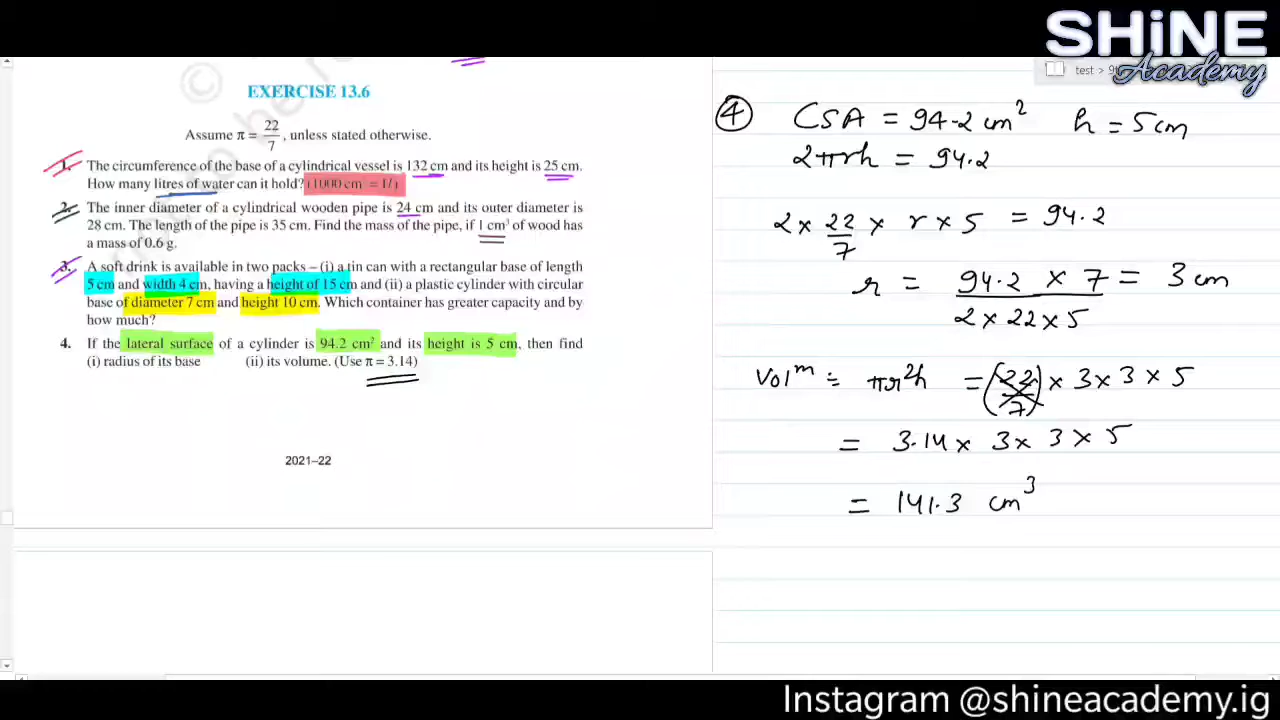 SHiNE
Academy
test > 9t
EXERCISE 13.6
Assume π = 22/7, unless stated otherwise.
1. The circumference of the base of a cylindrical vessel is 132 cm and its height is 25 cm.
How many litres of water can it hold? (1000 cm³ = 1l)
2. The inner diameter of a cylindrical wooden pipe is 24 cm and its outer diameter is
28 cm. The length of the pipe is 35 cm. Find the mass of the pipe, if 1 cm³ of wood has
a mass of 0.6 g.
3. A soft drink is available in two packs – (i) a tin can with a rectangular base of length
5 cm and width 4 cm, having a height of 15 cm and (ii) a plastic cylinder with circular
base of diameter 7 cm and height 10 cm. Which container has greater capacity and by
how much?
4. If the lateral surface of a cylinder is 94.2 cm² and its height is 5 cm, then find
(i) radius of its base (ii) its volume. (Use π = 3.14)
2021–22
④ CSA = 94.2 cm² h = 5 cm
2πrh = 94.2
2 × 22/7 × r × 5 = 94.2
r = 94.2 × 7 / 2 × 22 × 5 = 3 cm
Volᵐ = πr²h = (22/7) × 3 × 3 × 5
= 3.14 × 3 × 3 × 5
= 141.3 cm³
Instagram @shineacademy.ig